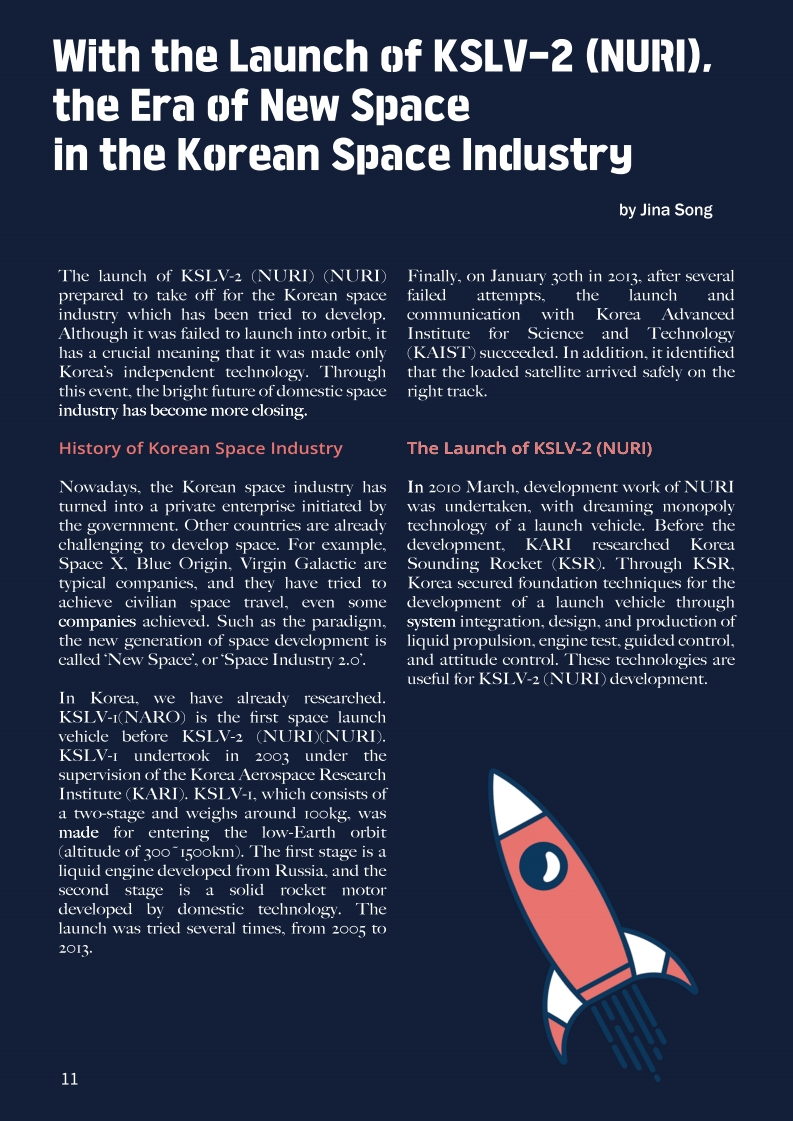 With the Launch of KSLV-2 (NURI),
the Era of New Space
in the Korean Space Industry
by Jina Song
The launch of KSLV-2 (NURI) (NURI)
prepared to take off for the Korean space
industry which has been tried to develop.
Although it was failed to launch into orbit, it
has a crucial meaning that it was made only
Korea's independent technology. Through
this event, the bright future of domestic space
industry has become more closing.
History of Korean Space Industry
Nowadays, the Korean space industry has
turned into a private enterprise initiated by
the government. Other countries are already
challenging to develop space. For example,
Space X, Blue Origin, Virgin Galactic are
typical companies, and they have tried to
achieve civilian space travel, even some
companies achieved. Such as the paradigm,
the new generation of space development is
called 'New Space', or 'Space Industry 2.0'.
In Korea, we have already researched.
KSLV-1(NARO) is the first space launch
vehicle before KSLV-2 (NURI)(NURI).
KSLV-1 undertook in 2003 under the
supervision of the Korea Aerospace Research
Institute (KARI). KSLV-1, which consists of
a two-stage and weighs around 100kg, was
made for entering the low-Earth orbit
(altitude of 300~1500km). The first stage is a
liquid engine developed from Russia, and the
second stage is a solid rocket motor
developed by domestic technology. The
launch was tried several times, from 2005 to
2013.
Finally, on January 30th in 2013, after several
failed attempts, the launch and
communication with Korea Advanced
Institute for Science and Technology
(KAIST) succeeded. In addition, it identified
that the loaded satellite arrived safely on the
right track.
The Launch of KSLV-2 (NURI)
In 2010 March, development work of NURI
was undertaken, with dreaming monopoly
technology of a launch vehicle. Before the
development, KARI researched Korea
Sounding Rocket (KSR). Through KSR,
Korea secured foundation techniques for the
development of a launch vehicle through
system integration, design, and production of
liquid propulsion, engine test, guided control,
and attitude control. These technologies are
useful for KSLV-2 (NURI) development.
11